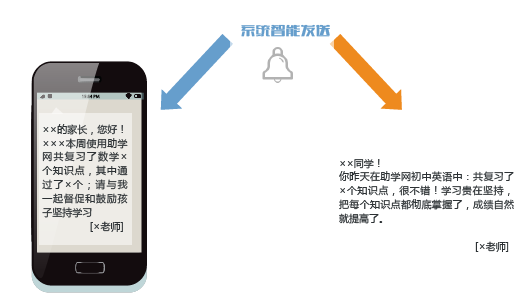 系统智能发送
××的家长，您好！
×××本周使用助学
网共复习了数学×
个知识点，其中通
过了×个；请与我
一起督促和鼓励孩
子坚持学习
[×老师]
××同学！
你昨天在助学网初中英语中：共复习了
×个知识点，很不错！学习贵在坚持，
把每个知识点都彻底掌握了，成绩自然
就提高了。
[×老师]